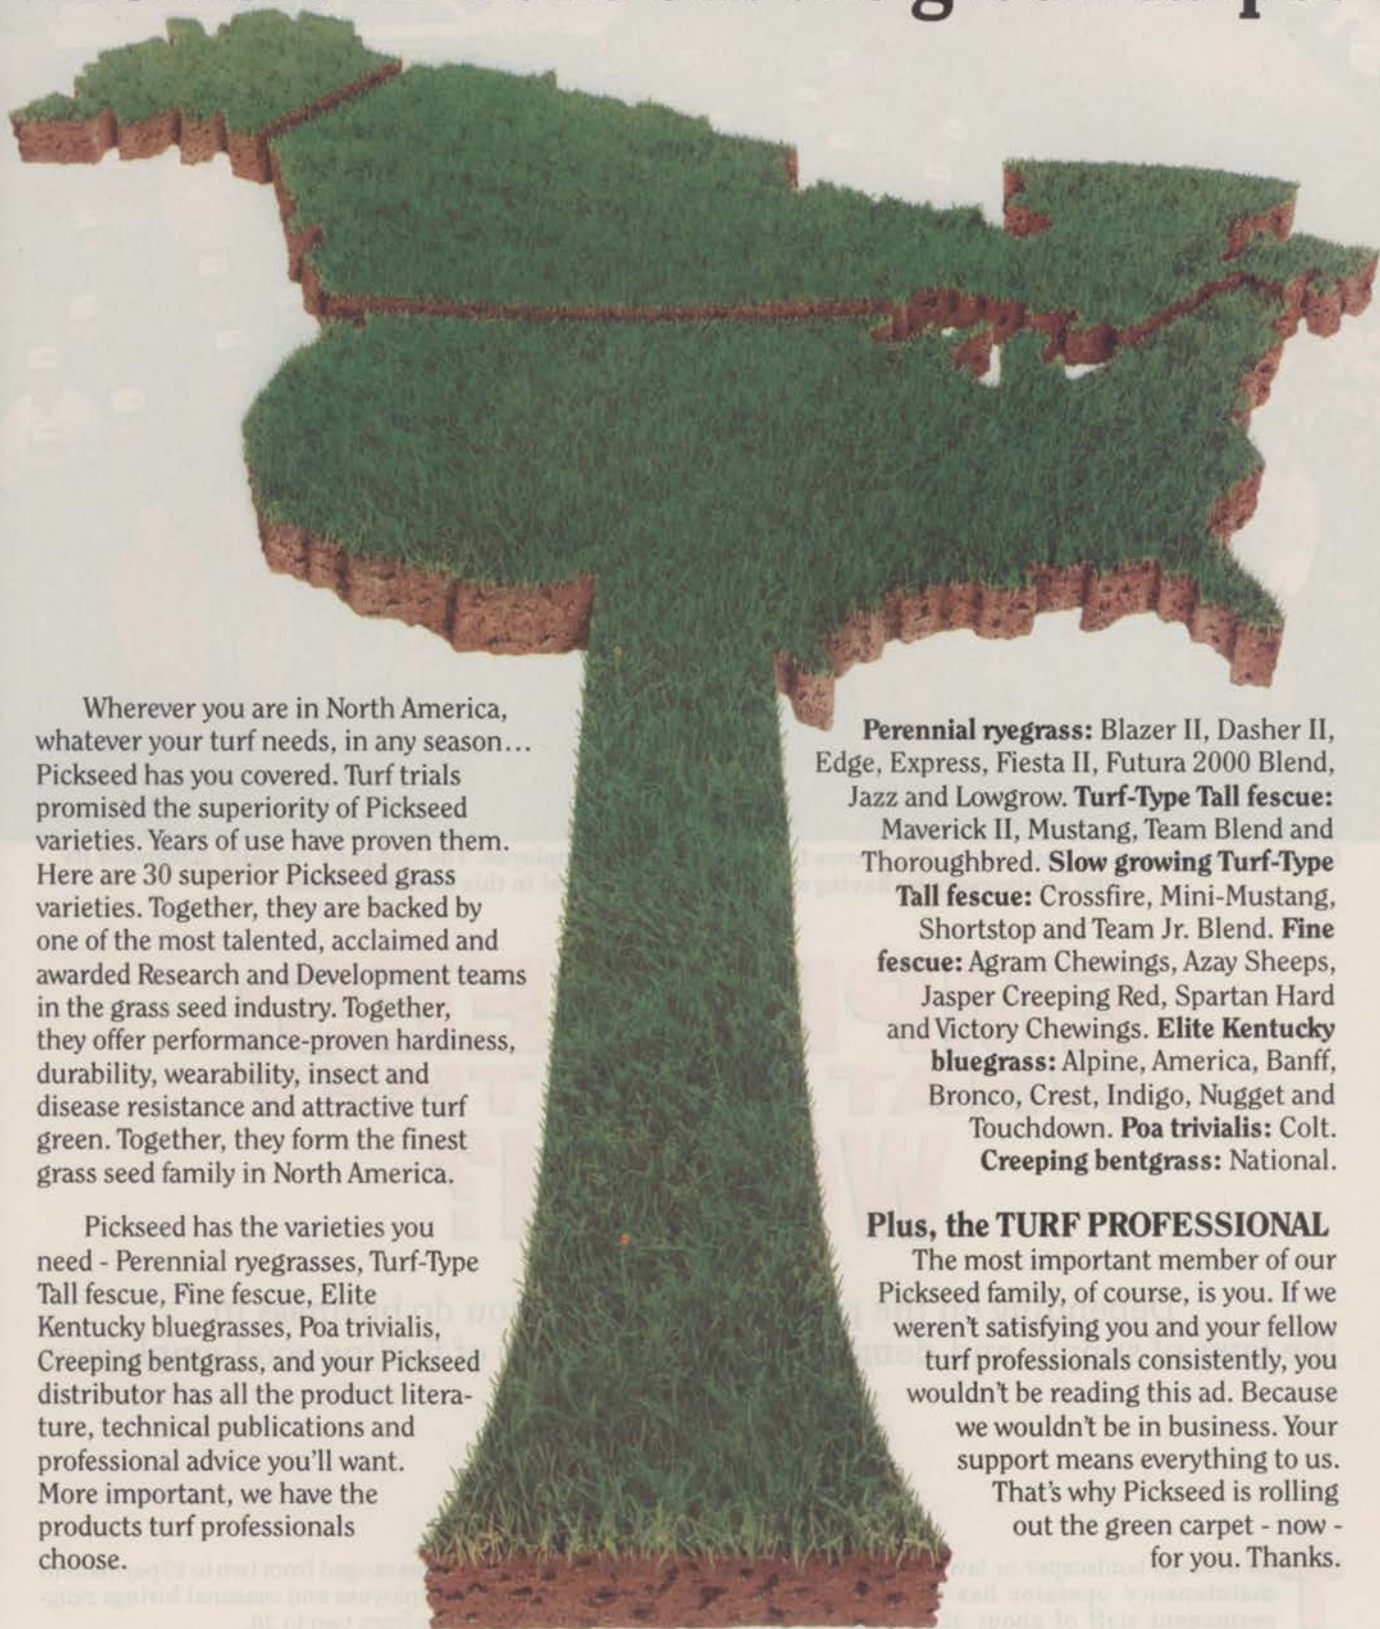 Wherever you are in North America,
whatever your turf needs, in any season...
Pickseed has you covered. Turf trials
promised the superiority of Pickseed
varieties. Years of use have proven them.
Here are 30 superior Pickseed grass
varieties. Together, they are backed by
one of the most talented, acclaimed and
awarded Research and Development teams
in the grass seed industry. Together,
they offer performance-proven hardiness,
durability, wearability, insect and
disease resistance and attractive turf
green. Together, they form the finest
grass seed family in North America.
Pickseed has the varieties you
need - Perennial ryegrasses, Turf-Type
Tall fescue, Fine fescue, Elite
Kentucky bluegrasses, Poa trivialis,
Creeping bentgrass, and your Pickseed
distributor has all the product litera-
ture, technical publications and
professional advice you'll want.
More important, we have the
products turf professionals
choose.
Perennial ryegrass: Blazer II, Dasher II,
Edge, Express, Fiesta II, Futura 2000 Blend,
Jazz and Lowgrow. Turf-Type Tall fescue:
Maverick II, Mustang, Team Blend and
Thoroughbred. Slow growing Turf-Type
Tall fescue: Crossfire, Mini-Mustang,
Shortstop and Team Jr. Blend. Fine
fescue: Agram Chewings, Azay Sheeps,
Jasper Creeping Red, Spartan Hard
and Victory Chewings. Elite Kentucky
bluegrass: Alpine, America, Banff,
Bronco, Crest, Indigo, Nugget and
Touchdown. Poa trivialis: Colt.
Creeping bentgrass: National.
Plus, the TURF PROFESSIONAL
The most important member of our
Pickseed family, of course, is you. If we
weren't satisfying you and your fellow
turf professionals consistently, you
wouldn't be reading this ad. Because
we wouldn't be in business. Your
support means everything to us.
That's why Pickseed is rolling
out the green carpet - now -
for you. Thanks.